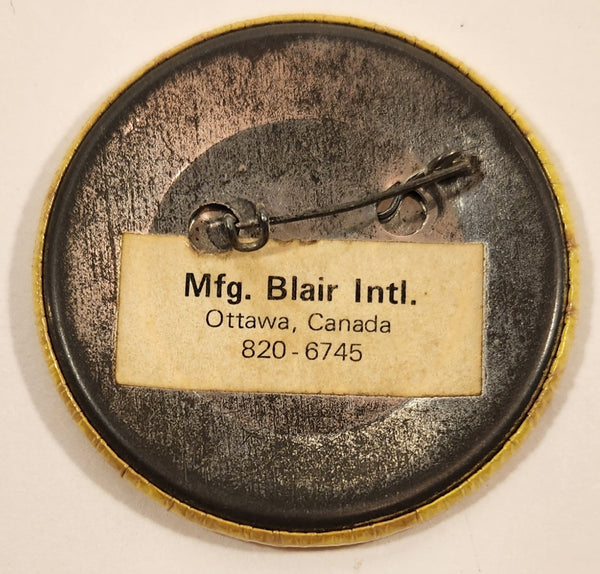 Mfg. Blair Intl.
Ottawa, Canada
820-6745